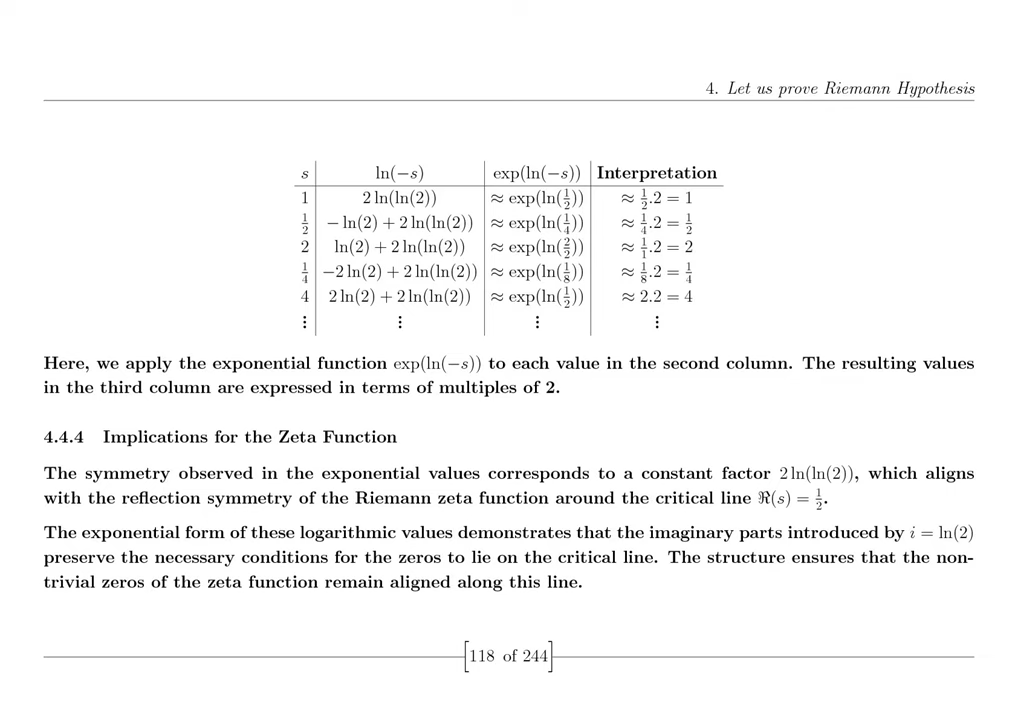 4. Let us prove Riemann Hypothesis
s ln(−s) exp(ln(−s)) Interpretation
1 2 ln(ln(2)) ≈ exp(ln(1/2)) ≈ 1/2.2 = 1
1/2 − ln(2) + 2 ln(ln(2)) ≈ exp(ln(1/4)) ≈ 1/4.2 = 1/2
2 ln(2) + 2 ln(ln(2)) ≈ exp(ln(2/2)) ≈ 1/1.2 = 2
1/4 −2 ln(2) + 2 ln(ln(2)) ≈ exp(ln(1/8)) ≈ 1/8.2 = 1/4
4 2 ln(2) + 2 ln(ln(2)) ≈ exp(ln(1/2)) ≈ 2.2 = 4
⋮ ⋮ ⋮ ⋮
Here, we apply the exponential function exp(ln(−s)) to each value in the second column. The resulting values
in the third column are expressed in terms of multiples of 2.
4.4.4 Implications for the Zeta Function
The symmetry observed in the exponential values corresponds to a constant factor 2 ln(ln(2)), which aligns
with the reflection symmetry of the Riemann zeta function around the critical line ℜ(s) = 1/2.
The exponential form of these logarithmic values demonstrates that the imaginary parts introduced by i = ln(2)
preserve the necessary conditions for the zeros to lie on the critical line. The structure ensures that the non-
trivial zeros of the zeta function remain aligned along this line.
[118 of 244]